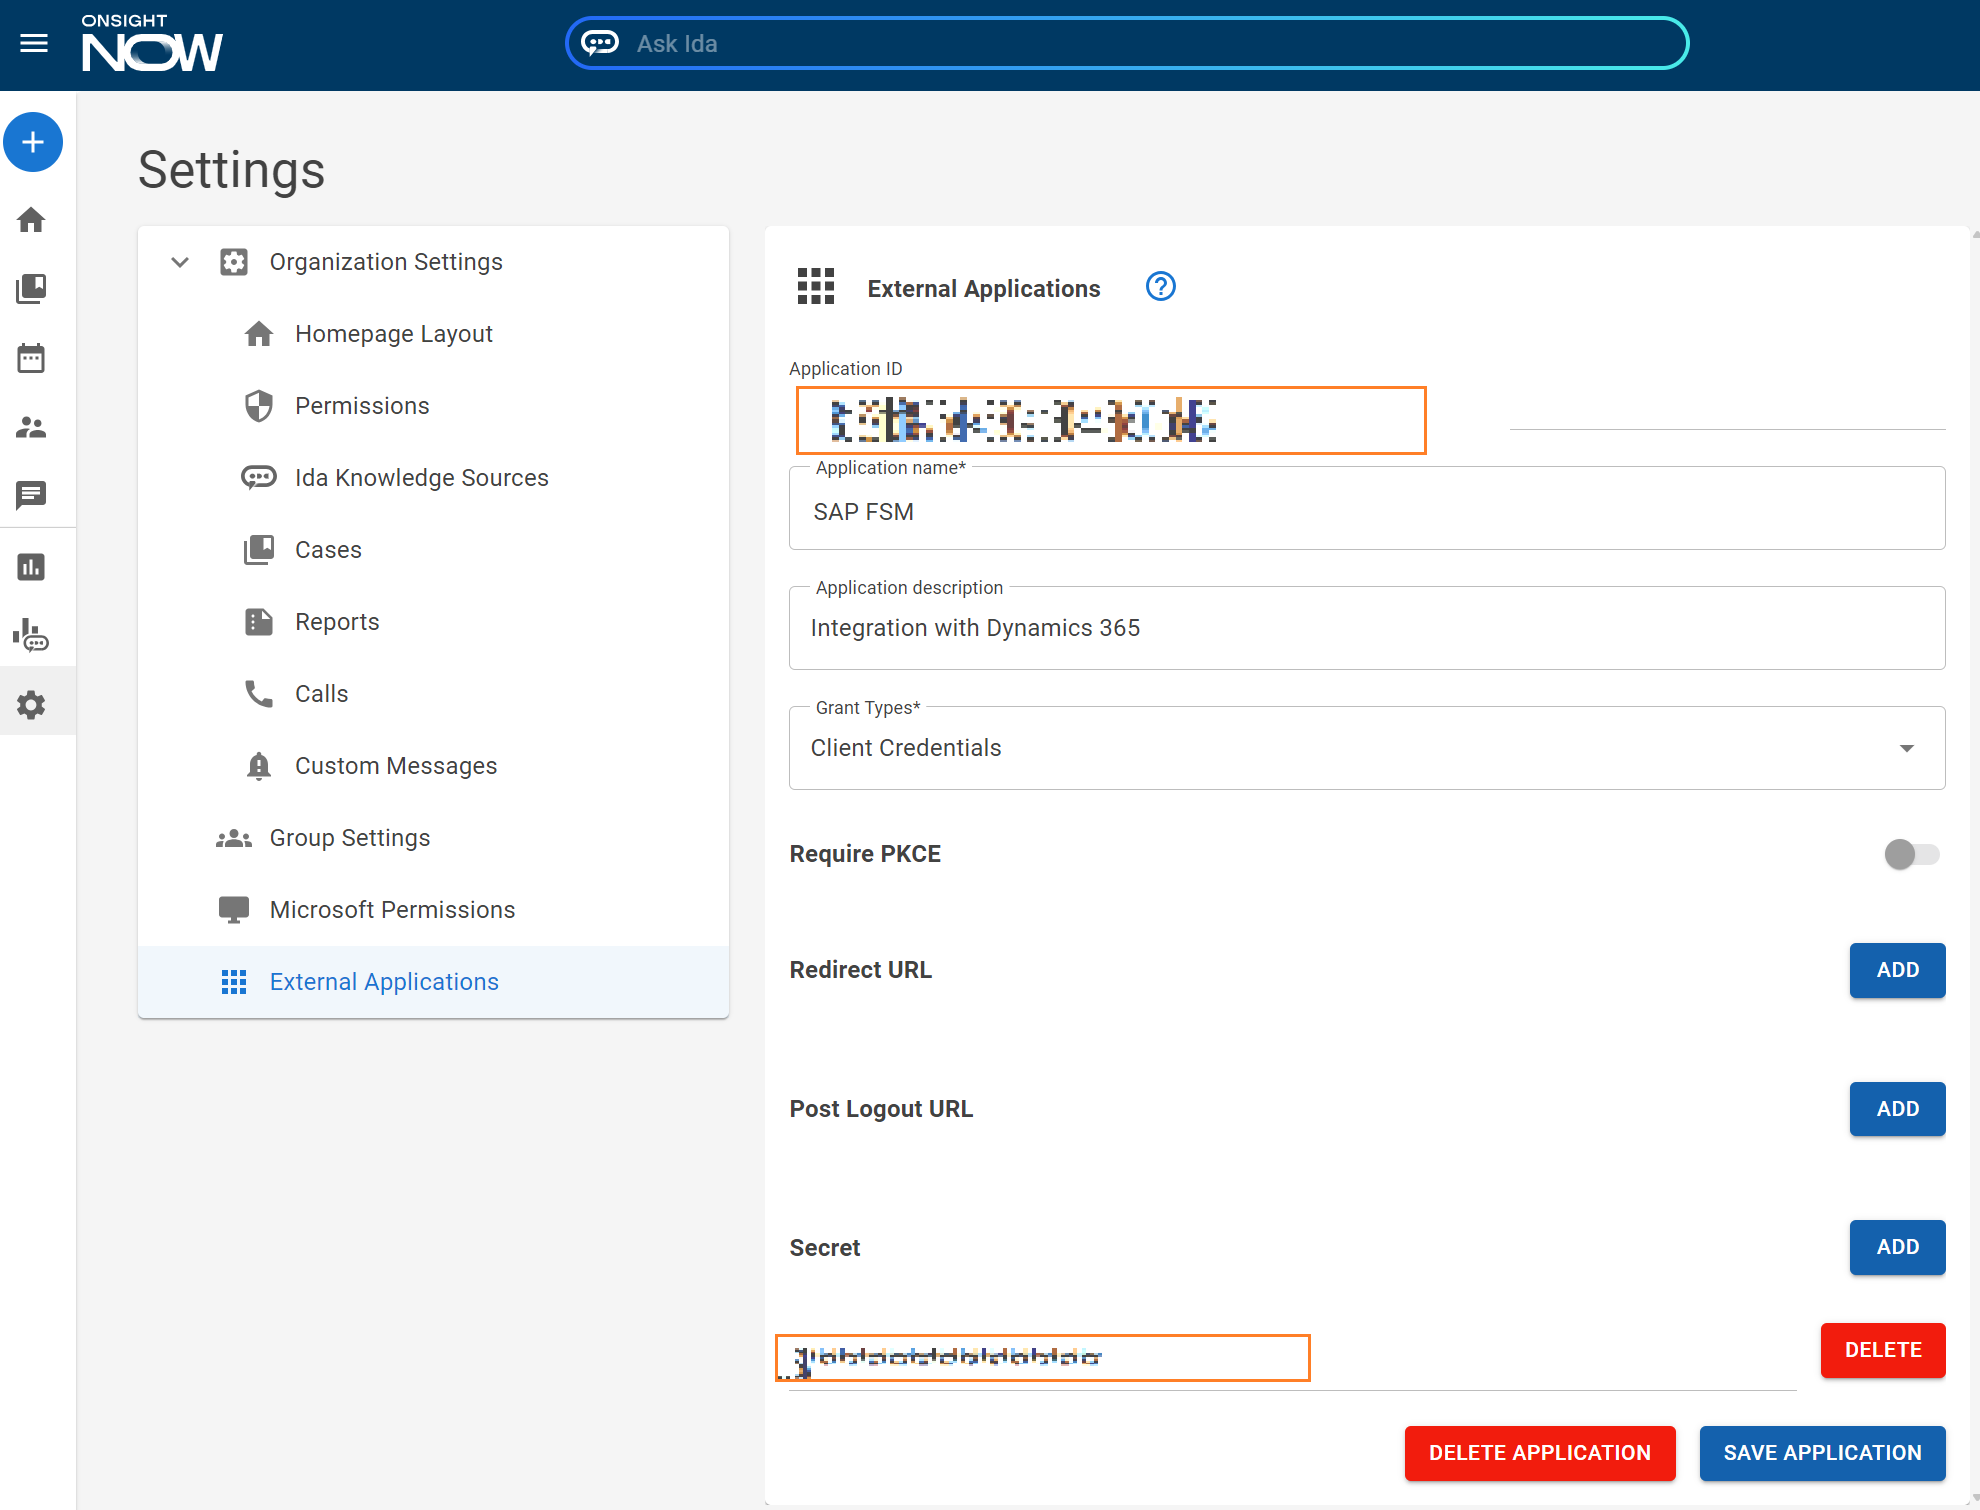 ONSIGHT
NOW
Ask Ida
Settings
Organization Settings
Homepage Layout
Permissions
Ida Knowledge Sources
Cases
Reports
Calls
Custom Messages
Group Settings
Microsoft Permissions
External Applications
External Applications
Application ID
Application name*
SAP FSM
Application description
Integration with Dynamics 365
Grant Types*
Client Credentials
Require PKCE
Redirect URL
ADD
Post Logout URL
ADD
Secret
ADD
DELETE
DELETE APPLICATION
SAVE APPLICATION